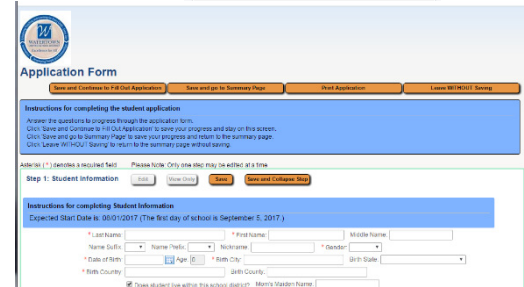 WATERTOWN
Application Form
Save and Continue to Fill Out Application Save and go to Summary Page Print Application Leave WITHOUT Saving
Instructions for completing the student application
Answer the questions to progress through the application form.
Click 'Save and Continue to Fill Out Application' to save your progress and stay on this screen.
Click 'Save and go to Summary Page' to save your progress and return to the summary page.
Click 'Leave WITHOUT Saving' to return to the summary page without saving.
Asterisk (*) denotes a required field Please Note: Only one step may be edited at a time
Step 1: Student Information Edit View Only Save Save and Collapse Step
Instructions for completing Student Information
Expected Start Date is: 08/01/2017 (The first day of school is September 5, 2017.)
* Last Name: * First Name: Middle Name:
Name Suffix: Name Prefix: Nickname: * Gender:
* Date of Birth: Age: 0 * Birth City: Birth State:
* Birth Country: Birth County:
Does student live within this school district? Mom's Maiden Name: